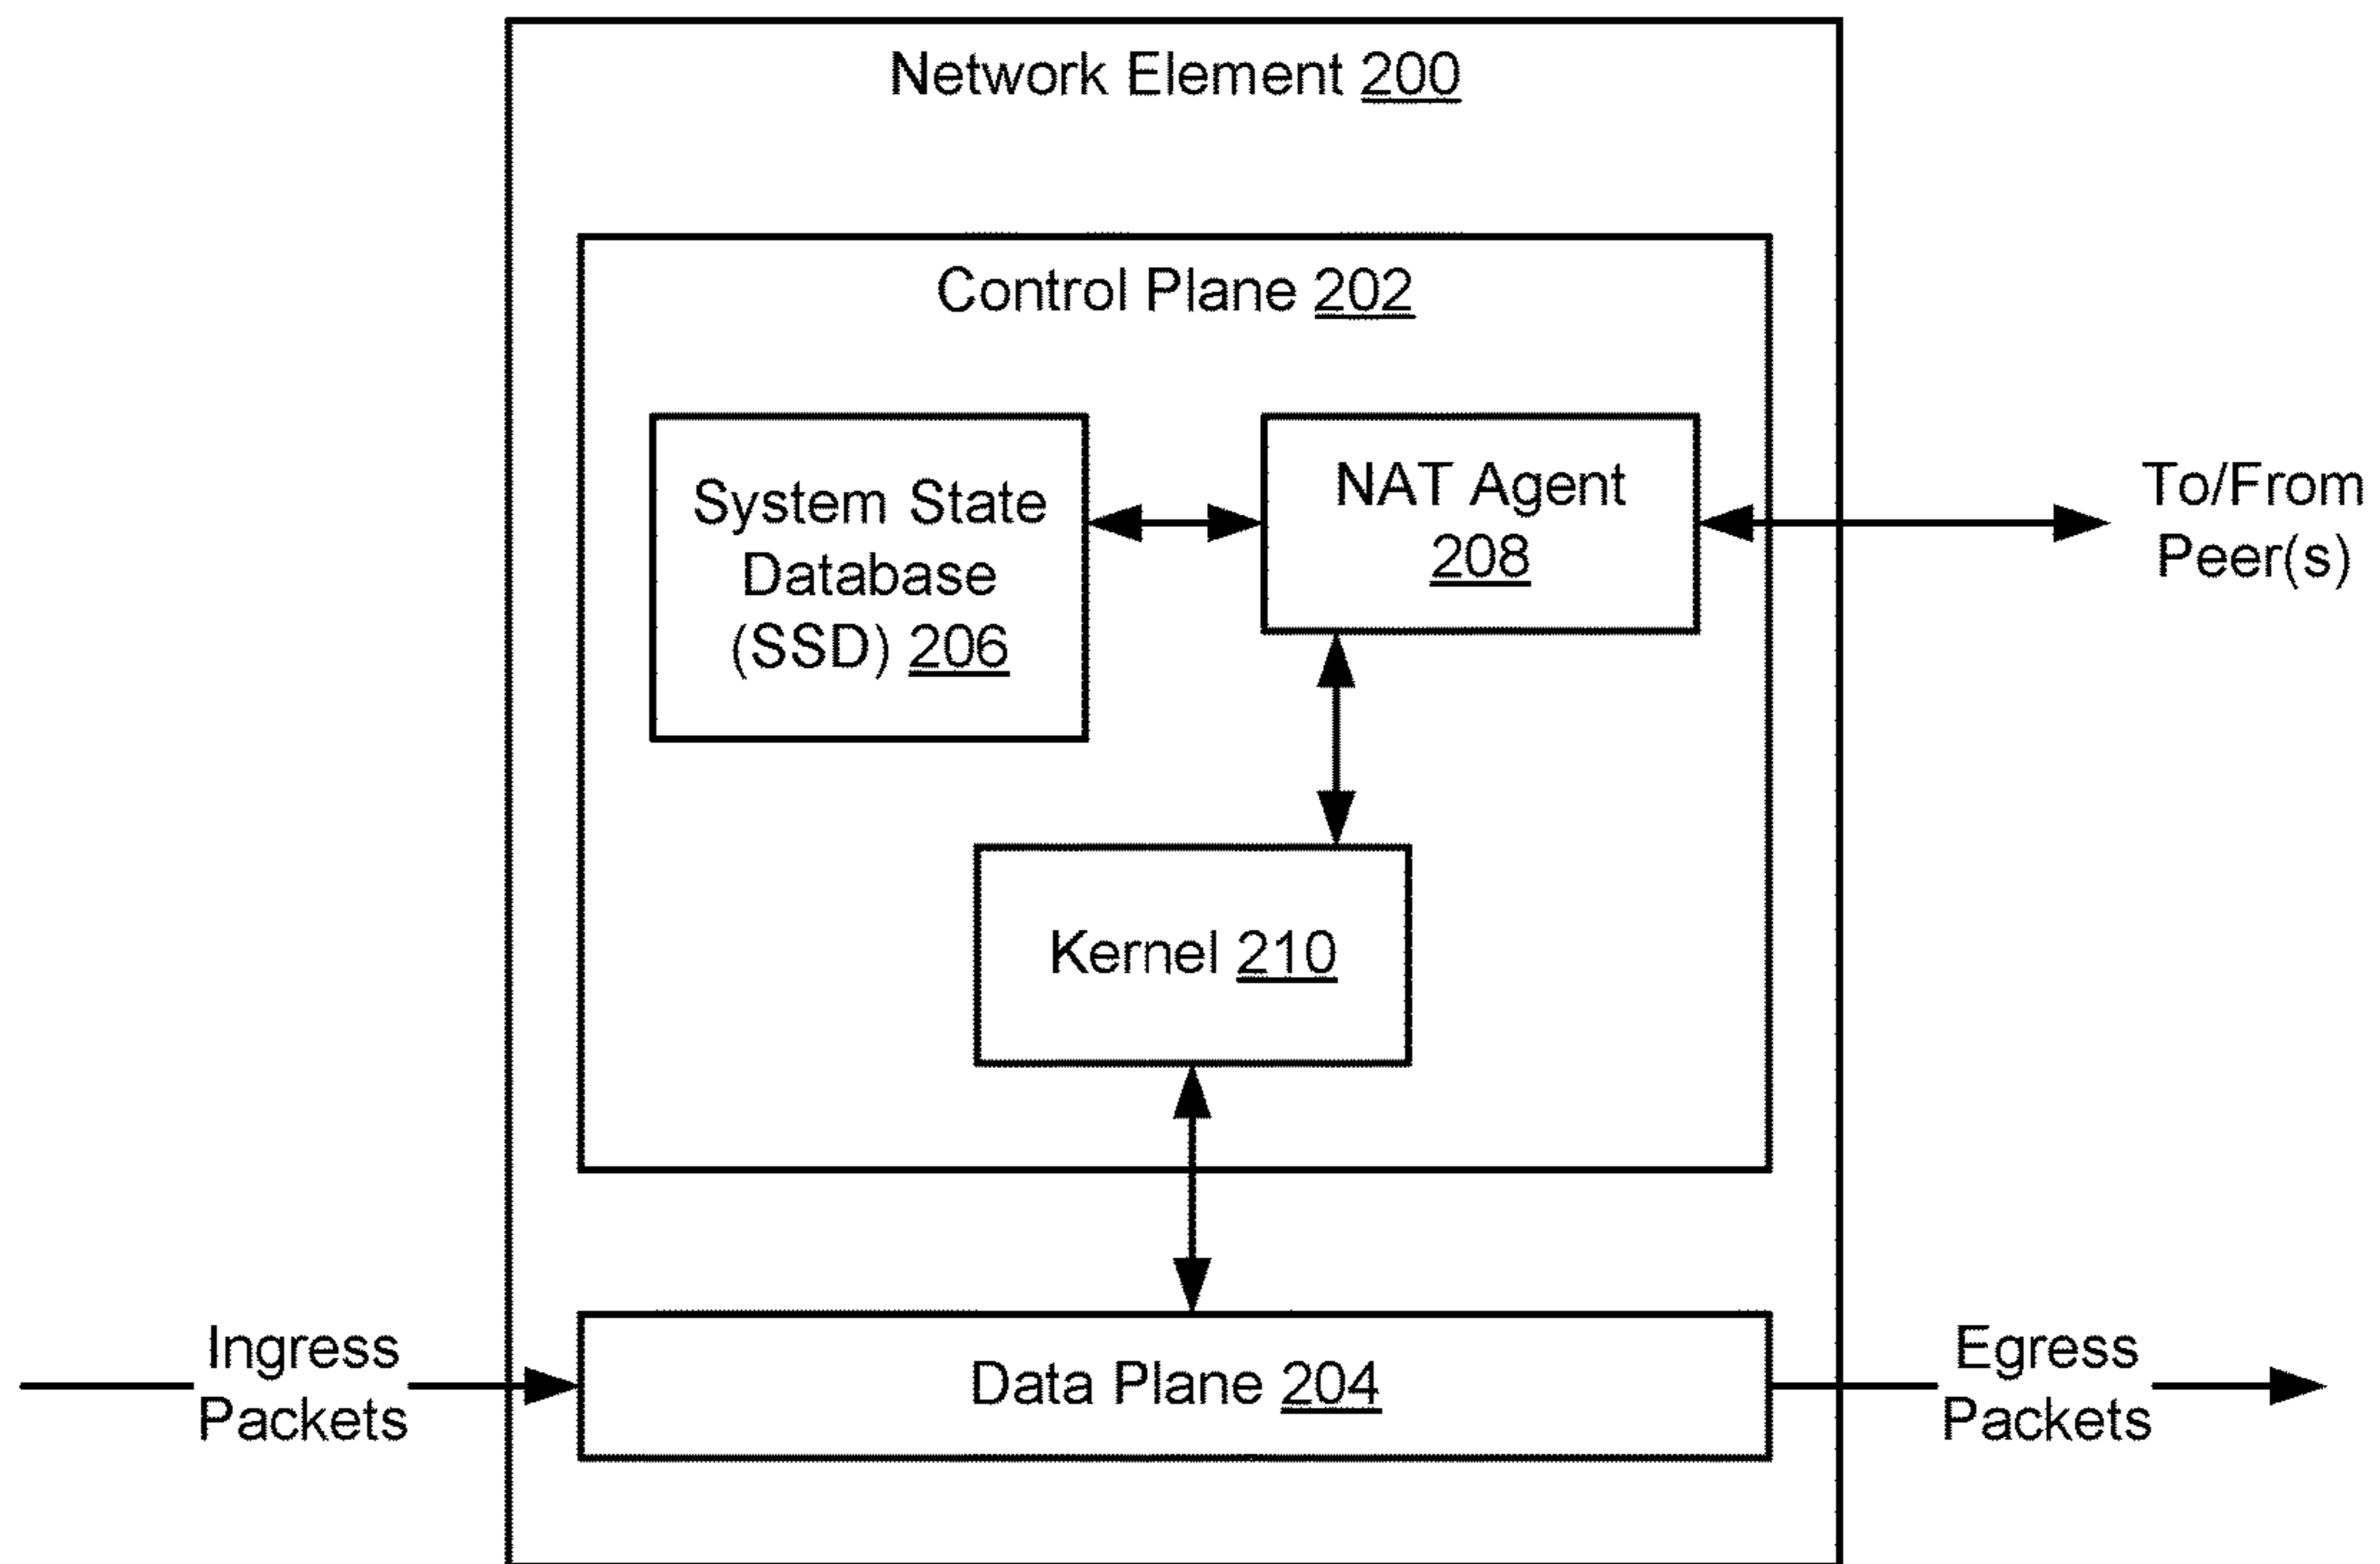 Network Element 200
Control Plane 202
System State
Database
(SSD) 206
NAT Agent
208
To/From
Peer(s)
Kernel 210
Ingress
Packets
Data Plane 204
Egress
Packets